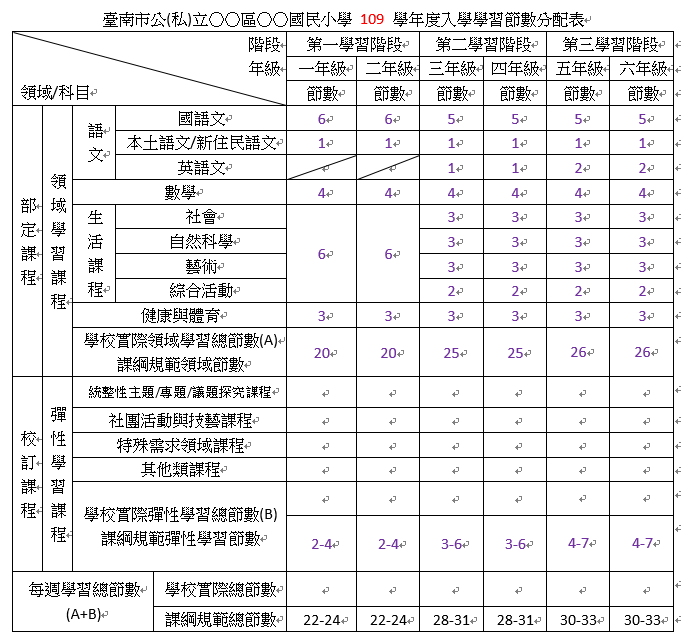 臺南市公(私)立○○區○○國民小學 109 學年度入學學習節數分配表
階段 第一學習階段 第二學習階段 第三學習階段
年級 一年級 二年級 三年級 四年級 五年級 六年級
領域/科目 節數 節數 節數 節數 節數 節數
部定課程
領域學習課程
語文
國語文 6 6 5 5 5 5
本土語文/新住民語文 1 1 1 1 1 1
英語文 1 1 2 2
數學 4 4 4 4 4 4
生活課程 6 6
社會 3 3 3 3
自然科學 3 3 3 3
藝術 3 3 3 3
綜合活動 2 2 2 2
健康與體育 3 3 3 3 3 3
學校實際領域學習總節數(A)
課綱規範領域節數 20 20 25 25 26 26
校訂課程
彈性學習課程
統整性主題/專題/議題探究課程
社團活動與技藝課程
特殊需求領域課程
其他類課程
學校實際彈性學習總節數(B)
課綱規範彈性學習節數 2-4 2-4 3-6 3-6 4-7 4-7
每週學習總節數
(A+B)
學校實際總節數
課綱規範總節數 22-24 22-24 28-31 28-31 30-33 30-33